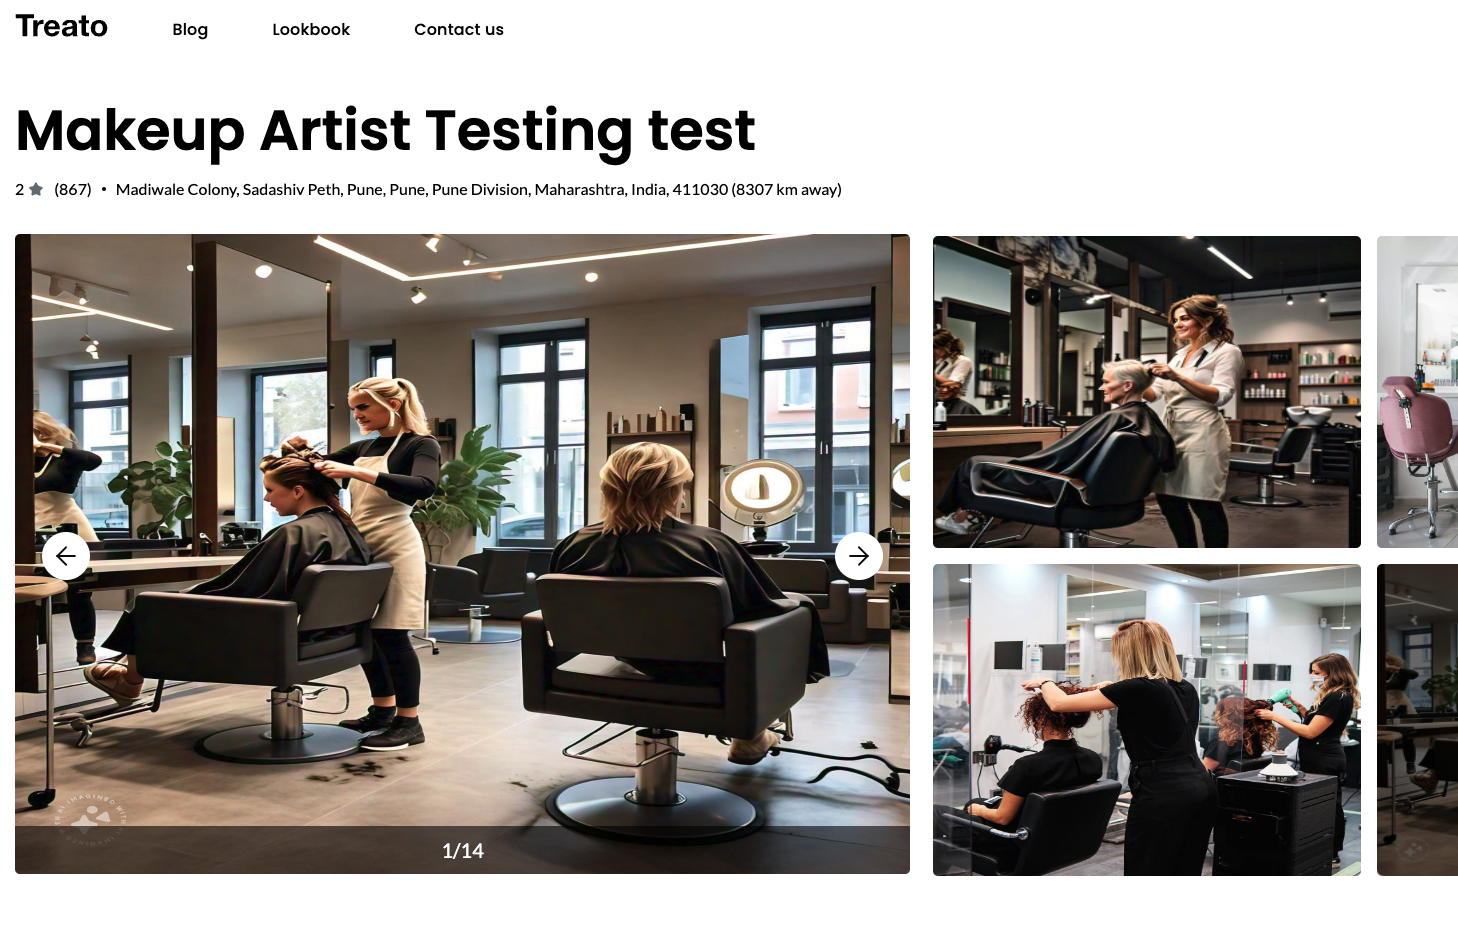 Treato
Blog
Lookbook
Contact us
Makeup Artist Testing test
2 (867) • Madiwale Colony, Sadashiv Peth, Pune, Pune, Pune Division, Maharashtra, India, 411030 (8307 km away)
1/14